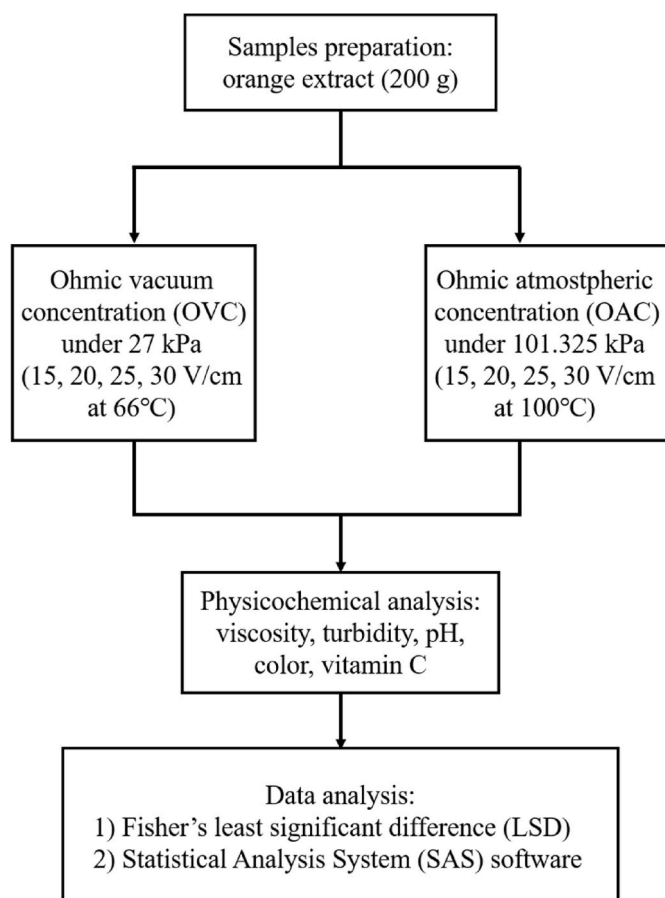 Samples preparation:
orange extract (200 g)
Ohmic vacuum
concentration (OVC)
under 27 kPa
(15, 20, 25, 30 V/cm
at 66℃)
Ohmic atmostpheric
concentration (OAC)
under 101.325 kPa
(15, 20, 25, 30 V/cm
at 100℃)
Physicochemical analysis:
viscosity, turbidity, pH,
color, vitamin C
Data analysis:
1) Fisher’s least significant difference (LSD)
2) Statistical Analysis System (SAS) software